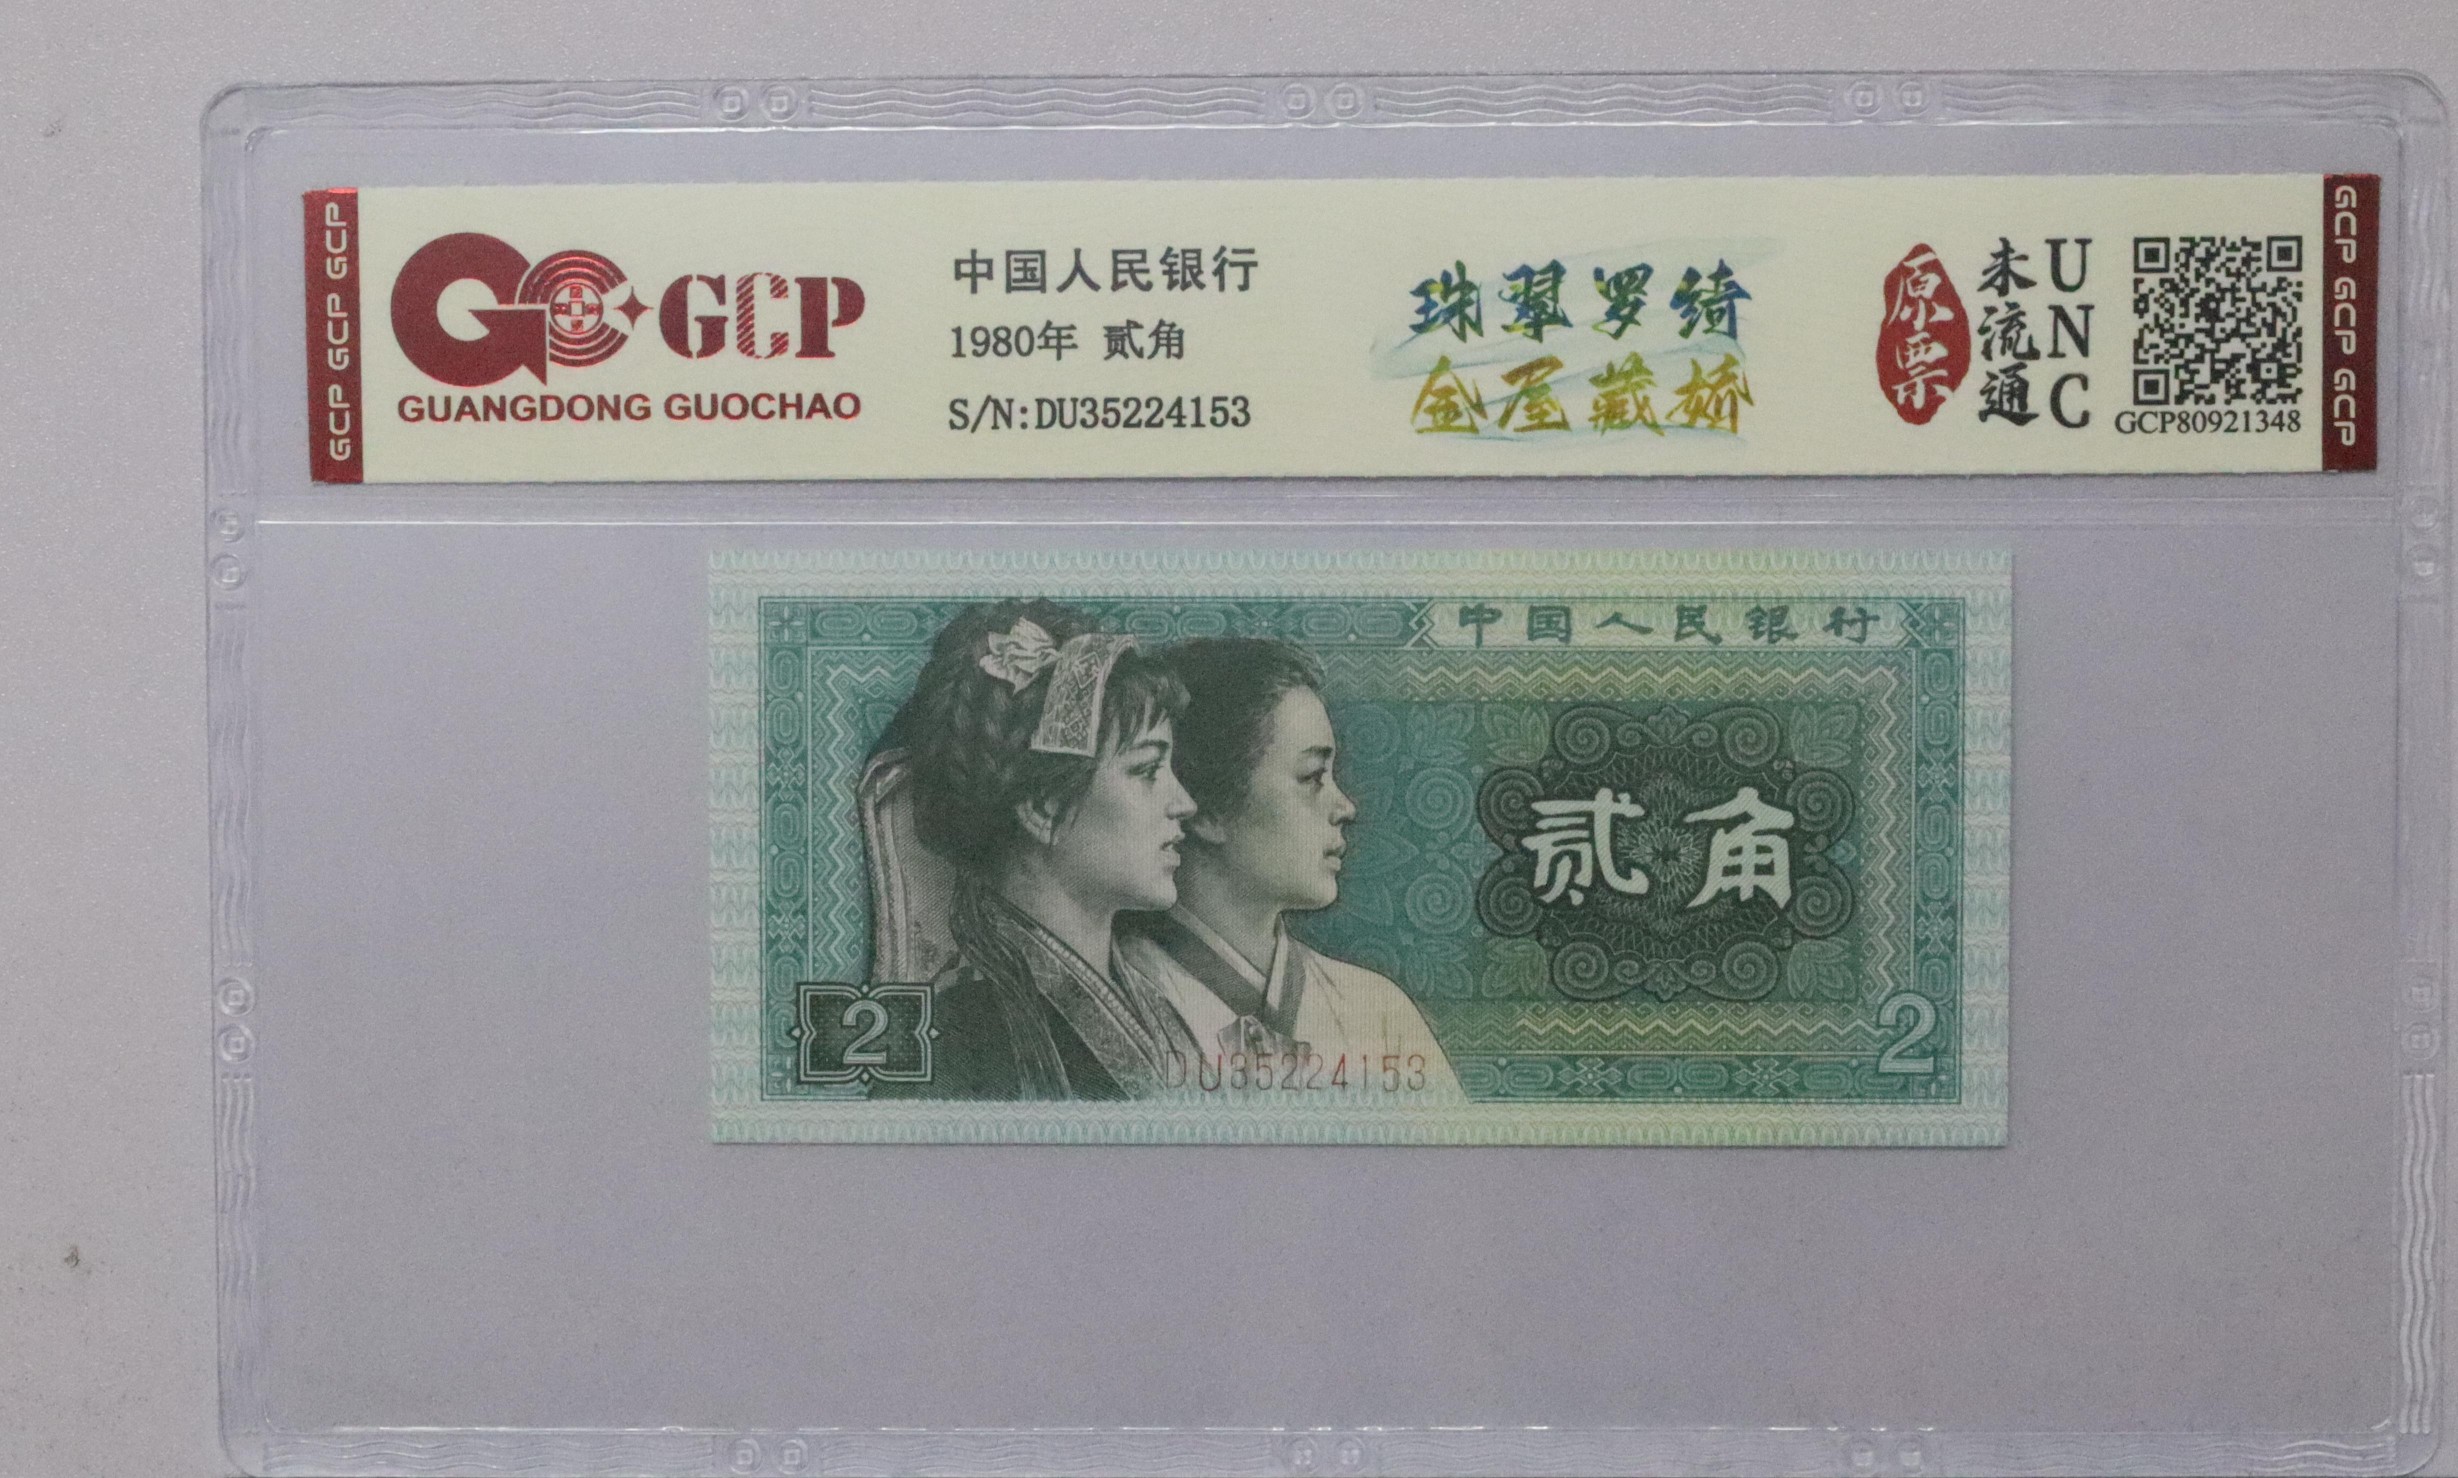 GCP GCP GCP
GCP
GUANGDONG GUOCHAO
中国人民银行
1980年 贰角
S/N:DU35224153
珠翠罗绮
金屋藏娇
原票
未流通
UNC
GCP80921348
GCP GCP GCP
中国人民银行
贰角
2
2
DU35224153